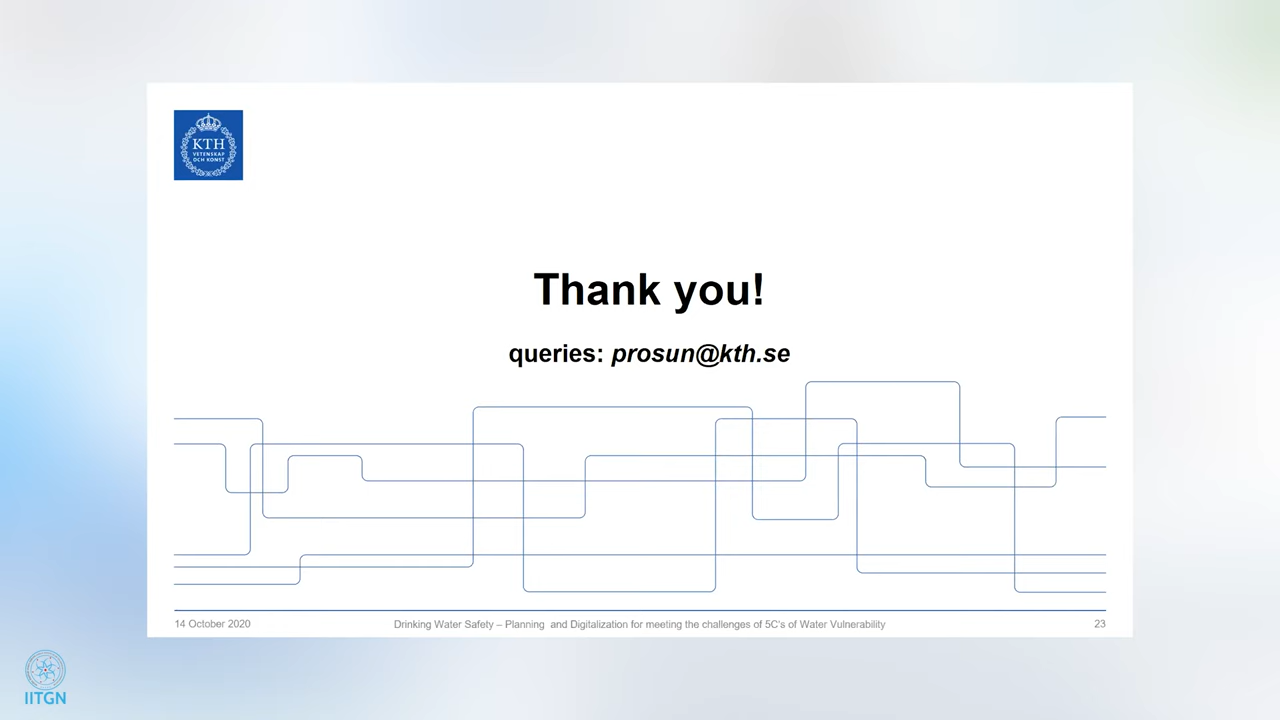 KTH
VETENSKAP
OCH KONST
Thank you!
queries: prosun@kth.se
14 October 2020
Drinking Water Safety – Planning and Digitalization for meeting the challenges of 5C's of Water Vulnerability
23
IITGN